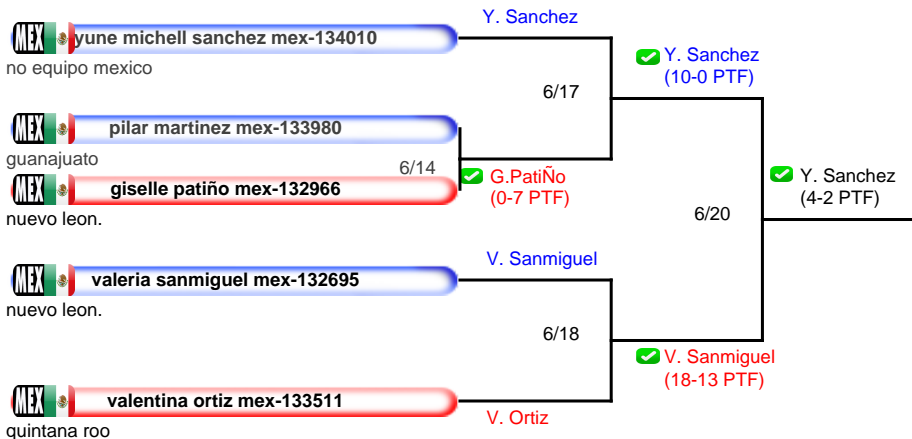 Y. Sanchez
MEX yune michell sanchez mex-134010
no equipo mexico
6/17
Y. Sanchez
(10-0 PTF)
MEX pilar martinez mex-133980
guanajuato
6/14
MEX giselle patiño mex-132966
nuevo leon.
G.PatiÑo
(0-7 PTF)
Y. Sanchez
(4-2 PTF)
6/20
V. Sanmiguel
MEX valeria sanmiguel mex-132695
nuevo leon.
6/18
V. Sanmiguel
(18-13 PTF)
MEX valentina ortiz mex-133511
quintana roo
V. Ortiz